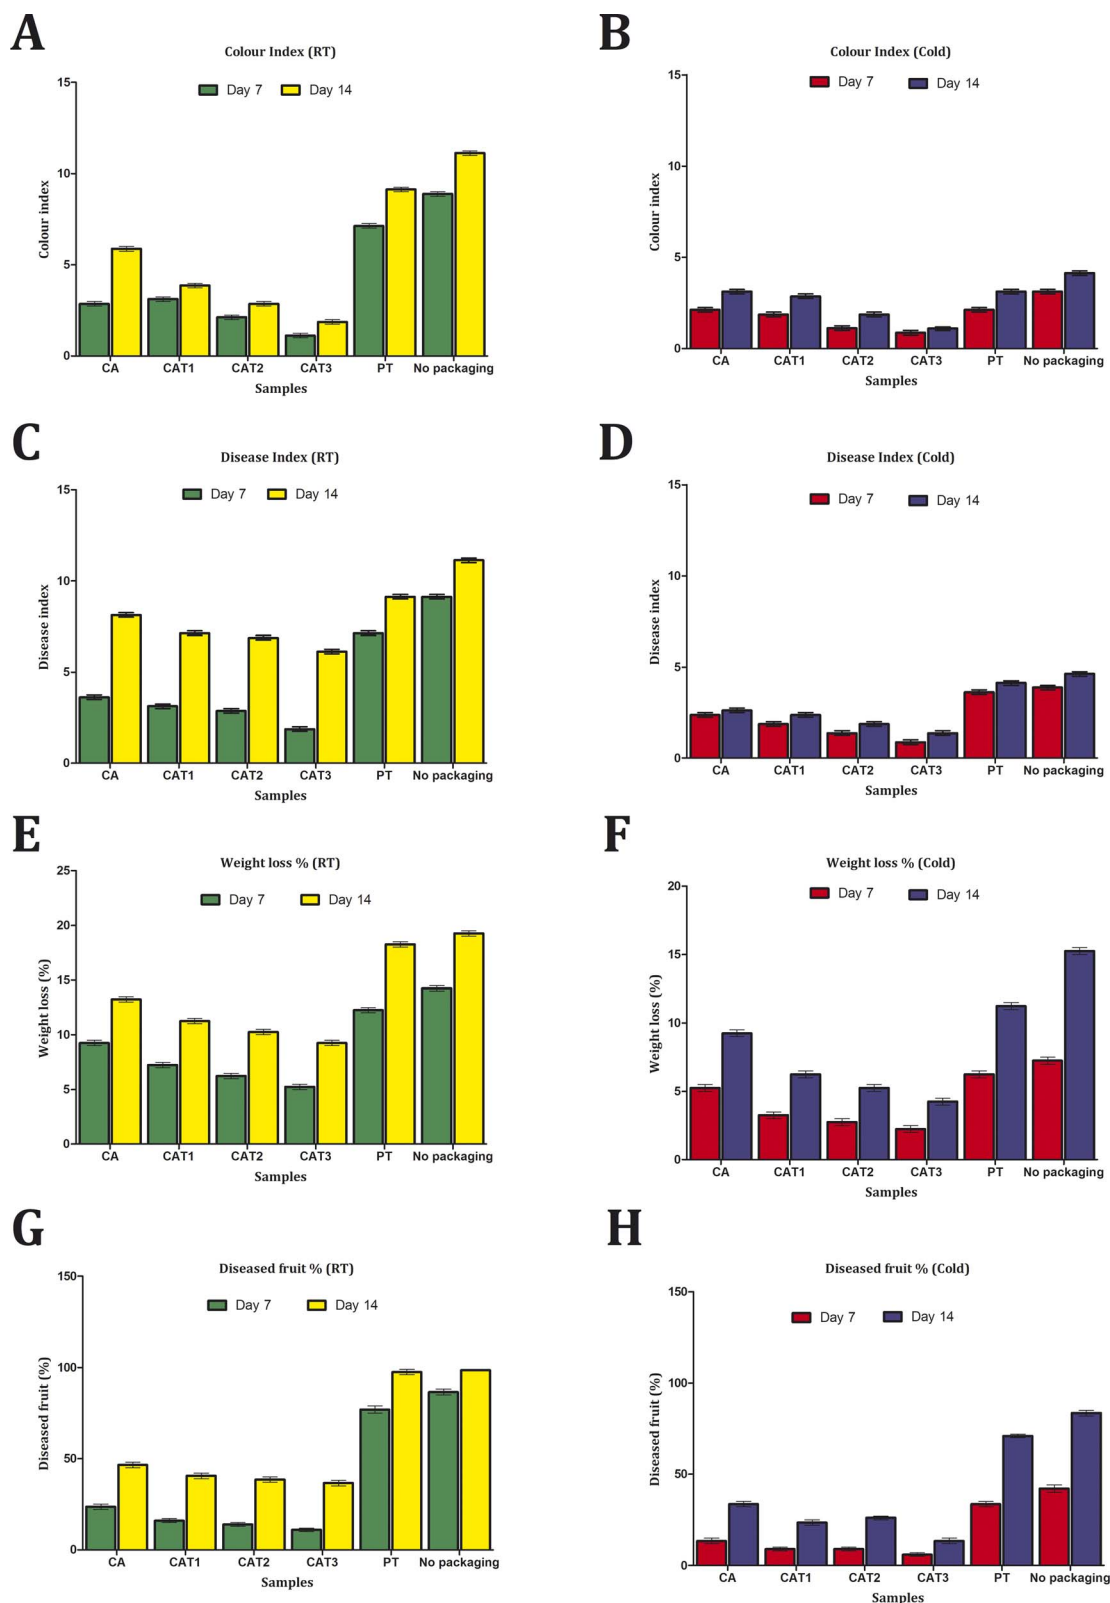 A
Colour Index (RT)
Day 7 Day 14
15
10
5
0
Colour index
CA CAT1 CAT2 CAT3 PT No packaging
Samples
B
Colour Index (Cold)
Day 7 Day 14
15
10
5
0
Colour index
CA CAT1 CAT2 CAT3 PT No packaging
Samples
C
Disease Index (RT)
Day 7 Day 14
15
10
5
0
Disease index
CA CAT1 CAT2 CAT3 PT No packaging
Samples
D
Disease Index (Cold)
Day 7 Day 14
15
10
5
0
Disease index
CA CAT1 CAT2 CAT3 PT No packaging
Samples
E
Weight loss % (RT)
Day 7 Day 14
25
20
15
10
5
0
Weight loss (%)
CA CAT1 CAT2 CAT3 PT No packaging
Samples
F
Weight loss % (Cold)
Day 7 Day 14
20
15
10
5
0
Weight loss (%)
CA CAT1 CAT2 CAT3 PT No packaging
Samples
G
Diseased fruit % (RT)
Day 7 Day 14
150
100
50
0
Diseased fruit (%)
CA CAT1 CAT2 CAT3 PT No packaging
Samples
H
Diseased fruit % (Cold)
Day 7 Day 14
150
100
50
0
Diseased fruit (%)
CA CAT1 CAT2 CAT3 PT No packaging
Samples